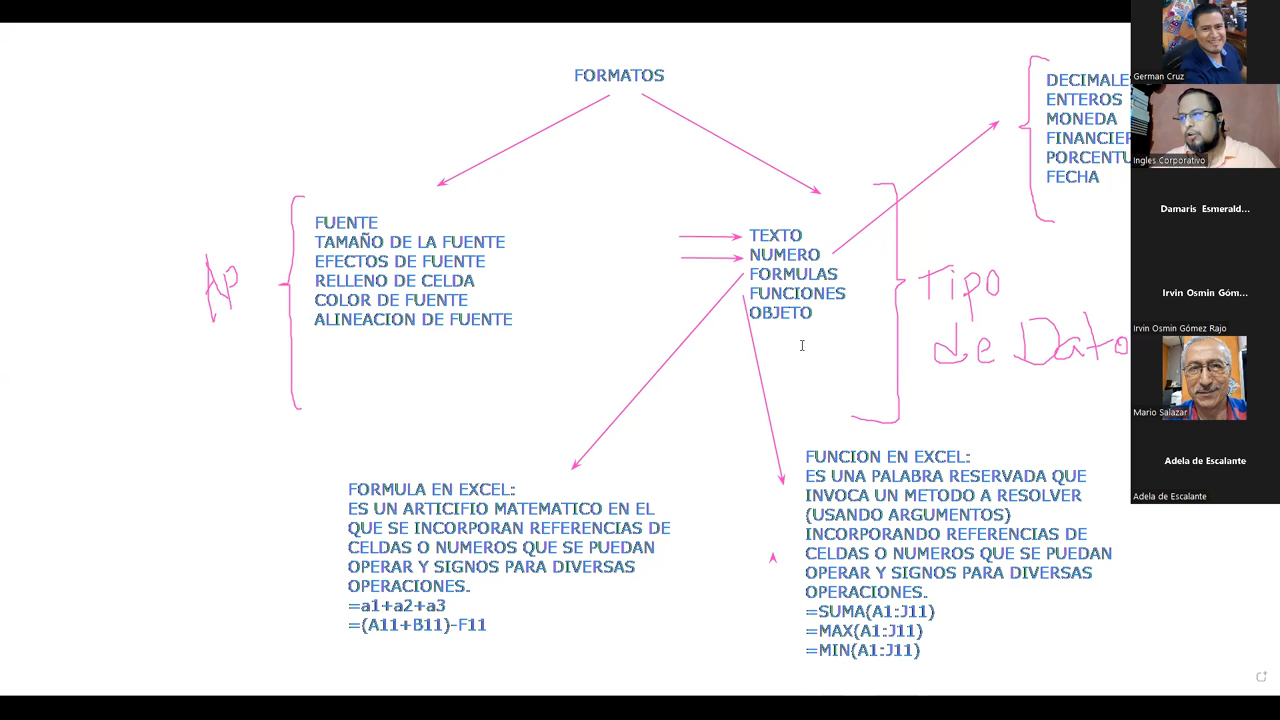 FORMATOS
FUENTE
TAMAÑO DE LA FUENTE
EFECTOS DE FUENTE
RELLENO DE CELDA
COLOR DE FUENTE
ALINEACION DE FUENTE
AP
TEXTO
NUMERO
FORMULAS
FUNCIONES
OBJETO
Tipo
de Dato
DECIMALE
ENTEROS
MONEDA
FINANCIER
PORCENTU
FECHA
FORMULA EN EXCEL:
ES UN ARTICIFIO MATEMATICO EN EL
QUE SE INCORPORAN REFERENCIAS DE
CELDAS O NUMEROS QUE SE PUEDAN
OPERAR Y SIGNOS PARA DIVERSAS
OPERACIONES.
=a1+a2+a3
=(A11+B11)-F11
FUNCION EN EXCEL:
ES UNA PALABRA RESERVADA QUE
INVOCA UN METODO A RESOLVER
(USANDO ARGUMENTOS)
INCORPORANDO REFERENCIAS DE
CELDAS O NUMEROS QUE SE PUEDAN
OPERAR Y SIGNOS PARA DIVERSAS
OPERACIONES.
=SUMA(A1:J11)
=MAX(A1:J11)
=MIN(A1:J11)
German Cruz
Ingles Corporativo
Damaris Esmerald...
Irvin Osmin Góm...
Irvin Osmin Gómez Rajo
Mario Salazar
Adela de Escalante
Adela de Escalante